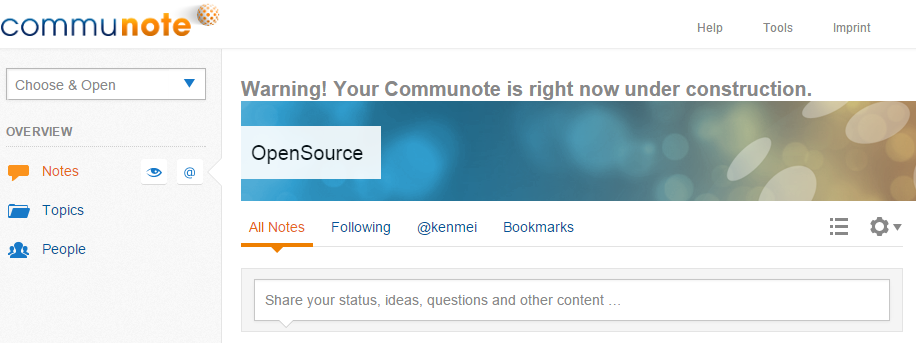 communote
Help Tools Imprint
Choose & Open
OVERVIEW
Notes @
Topics
People
Warning! Your Communote is right now under construction.
OpenSource
All Notes Following @kenmei Bookmarks
Share your status, ideas, questions and other content ...